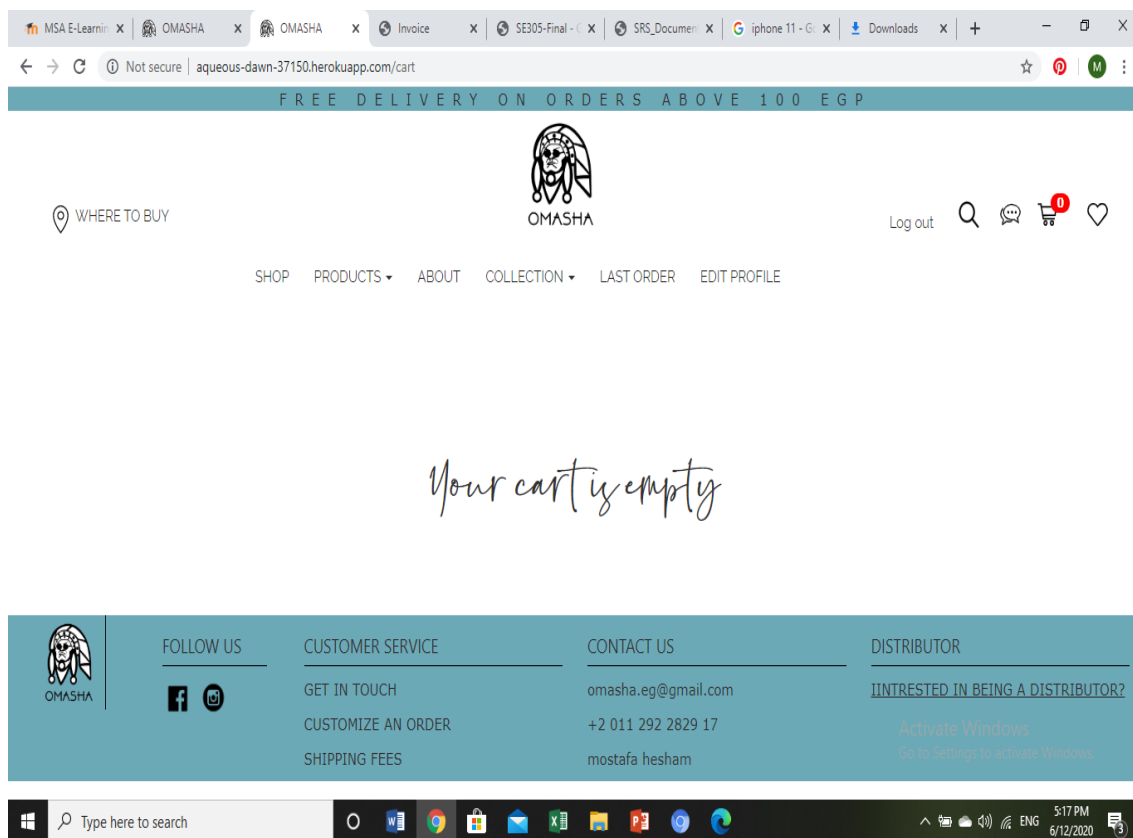 MSA E-Learnin
OMASHA
OMASHA
Invoice
SE305-Final - G
SRS_Documen
iphone 11 - Go
Downloads
Not secure | aqueous-dawn-37150.herokuapp.com/cart
M
FREE DELIVERY ON ORDERS ABOVE 100 EGP
OMASHA
WHERE TO BUY
Log out
0
SHOP PRODUCTS ABOUT COLLECTION LAST ORDER EDIT PROFILE
Your cart is empty
OMASHA
FOLLOW US
CUSTOMER SERVICE
GET IN TOUCH
CUSTOMIZE AN ORDER
SHIPPING FEES
CONTACT US
omasha.eg@gmail.com
+2 011 292 2829 17
mostafa hesham
DISTRIBUTOR
IINTRESTED IN BEING A DISTRIBUTOR?
Activate Windows
Go to Settings to activate Windows.
Type here to search
ENG
5:17 PM
6/12/2020
3